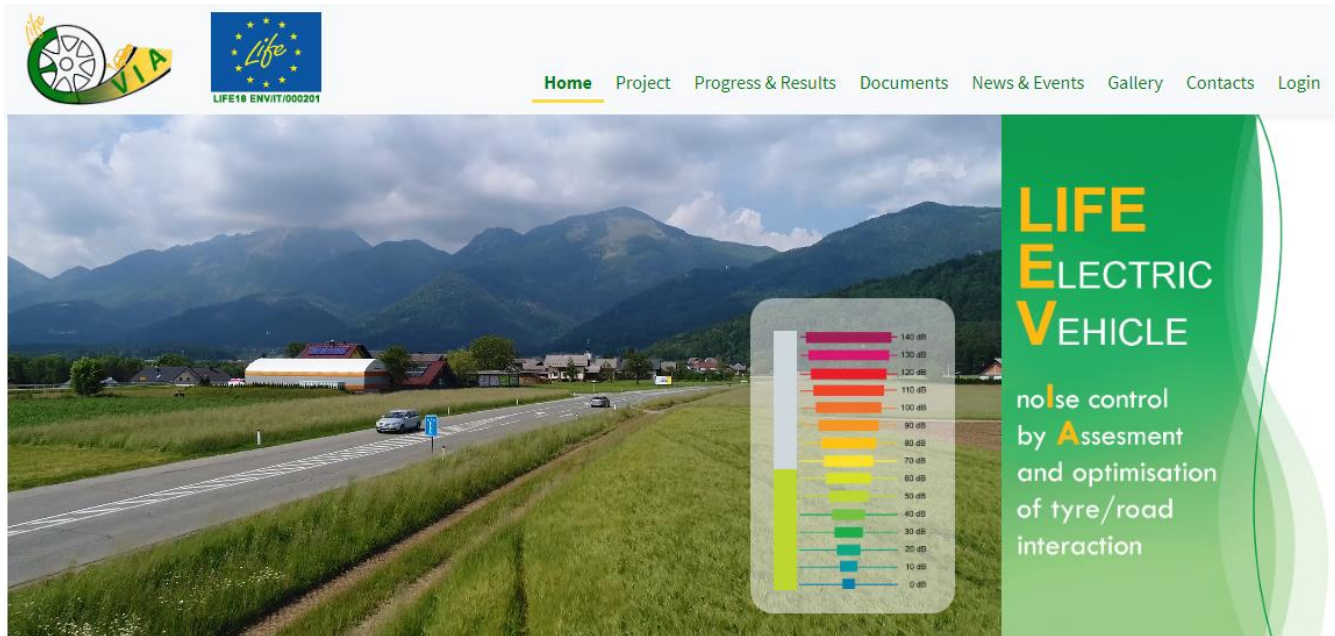 life
VIA
Life
LIFE18 ENV/IT/000201
Home Project Progress & Results Documents News & Events Gallery Contacts Login
LIFE
ELECTRIC
VEHICLE
noIse control
by Assesment
and optimisation
of tyre/road
interaction
140 dB
130 dB
120 dB
110 dB
100 dB
90 dB
80 dB
70 dB
60 dB
50 dB
40 dB
30 dB
20 dB
10 dB
0 dB